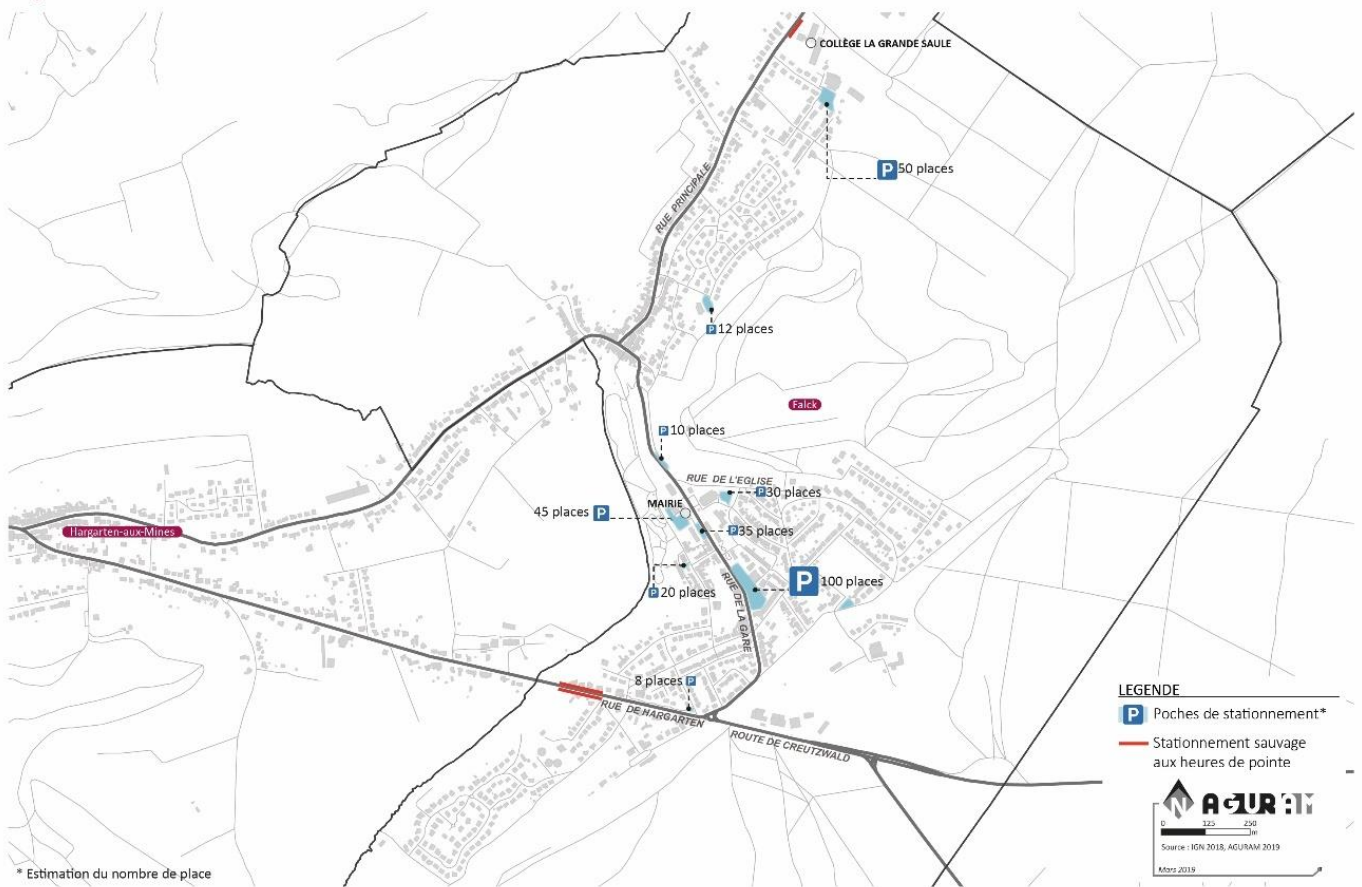 COLLÈGE LA GRANDE SAULE
P 50 places
RUE PRINCIPALE
P 12 places
Falck
P 10 places
RUE DE L'EGLISE
P 30 places
MAIRIE
45 places P
P 35 places
Hargarten-aux-Mines
P 100 places
P 20 places
RUE DE LA GARE
8 places P
RUE DE HARGARTEN
ROUTE DE CREUTZWALD
LEGENDE
P Poches de stationnement*
Stationnement sauvage
aux heures de pointe
N AGURAM
0 125 250
m
Source : IGN 2018, AGURAM 2019
Mars 2019
* Estimation du nombre de place